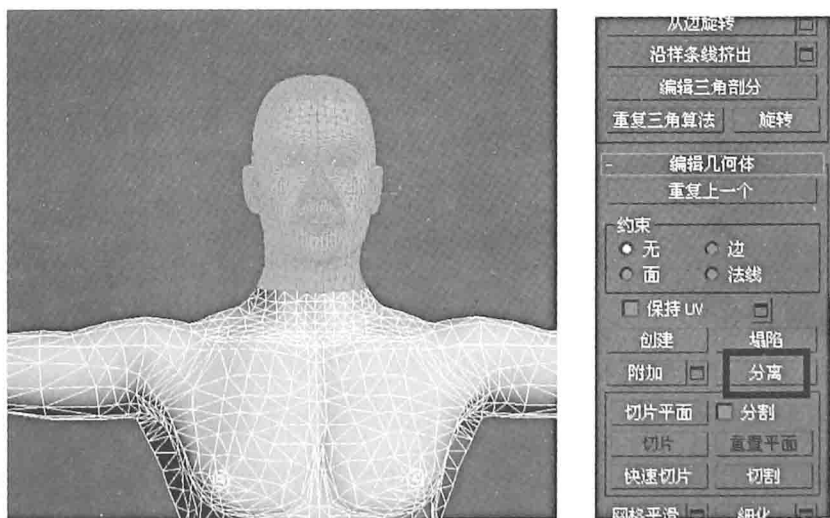 从边旋转
沿样条线挤出
编辑三角剖分
重复三角算法 旋转
- 编辑几何体
重复上一个
约束
无 边
面 法线
保持 UV
创建 塌陷
附加 分离
切片平面 分割
切片 重置平面
快速切片 切割
网格平滑 细化